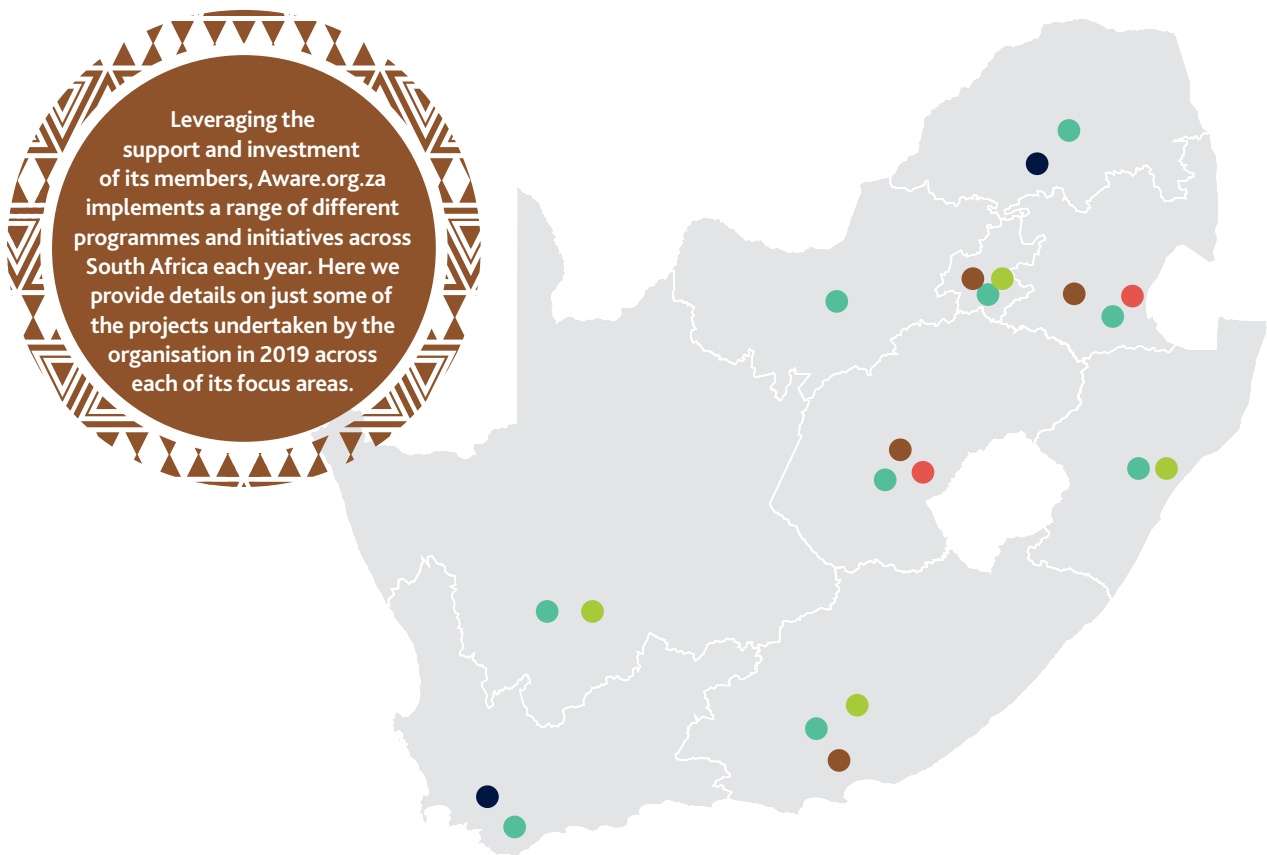 Leveraging the
support and investment
of its members, Aware.org.za
implements a range of different
programmes and initiatives across
South Africa each year. Here we
provide details on just some of
the projects undertaken by the
organisation in 2019 across
each of its focus areas.